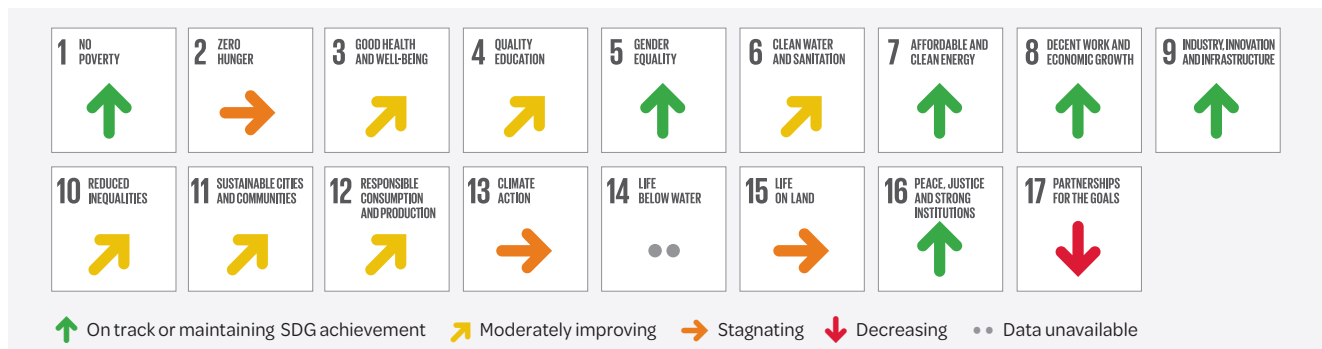 1 NO
POVERTY
2 ZERO
HUNGER
3 GOOD HEALTH
AND WELL-BEING
4 QUALITY
EDUCATION
5 GENDER
EQUALITY
6 CLEAN WATER
AND SANITATION
7 AFFORDABLE AND
CLEAN ENERGY
8 DECENT WORK AND
ECONOMIC GROWTH
9 INDUSTRY, INNOVATION
AND INFRASTRUCTURE
10 REDUCED
INEQUALITIES
11 SUSTAINABLE CITIES
AND COMMUNITIES
12 RESPONSIBLE
CONSUMPTION
AND PRODUCTION
13 CLIMATE
ACTION
14 LIFE
BELOW WATER
15 LIFE
ON LAND
16 PEACE, JUSTICE
AND STRONG
INSTITUTIONS
17 PARTNERSHIPS
FOR THE GOALS
On track or maintaining SDG achievement
Moderately improving
Stagnating
Decreasing
Data unavailable